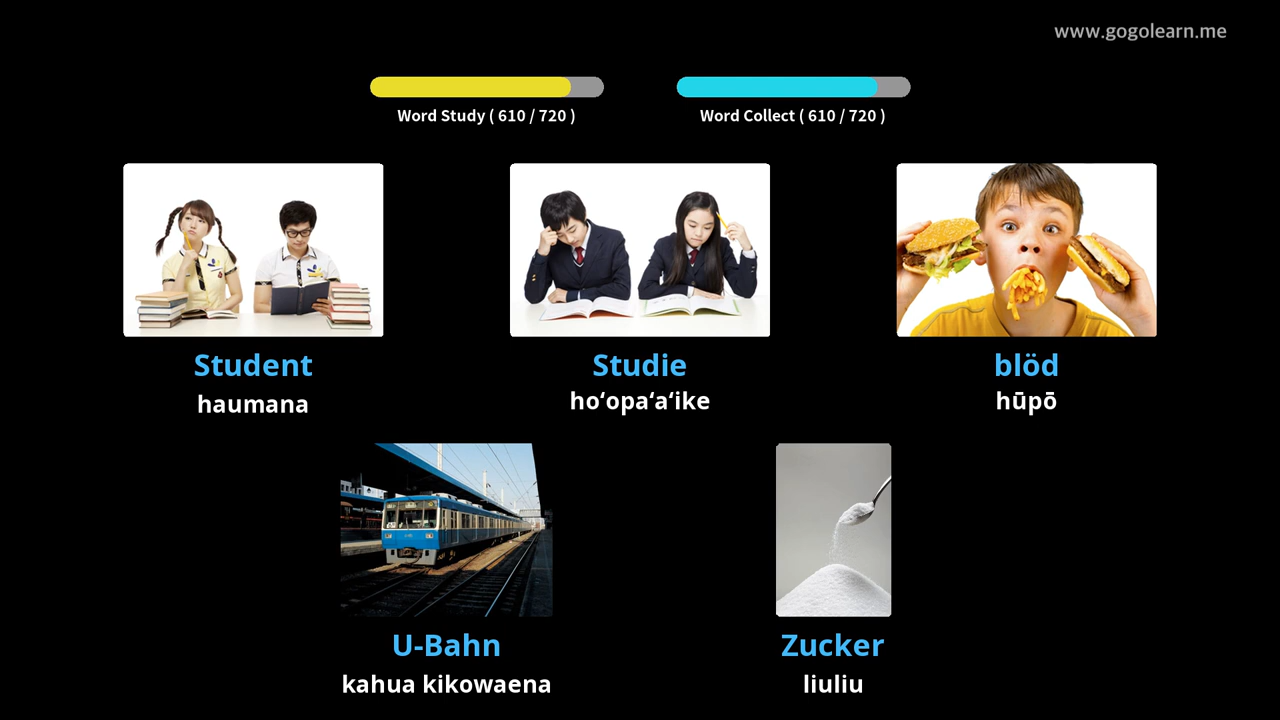 www.gogolearn.me
Word Study ( 610 / 720 )
Word Collect ( 610 / 720 )
Student
haumana
Studie
hoʻopaʻaʻike
blöd
hūpō
U-Bahn
kahua kikowaena
Zucker
liuliu